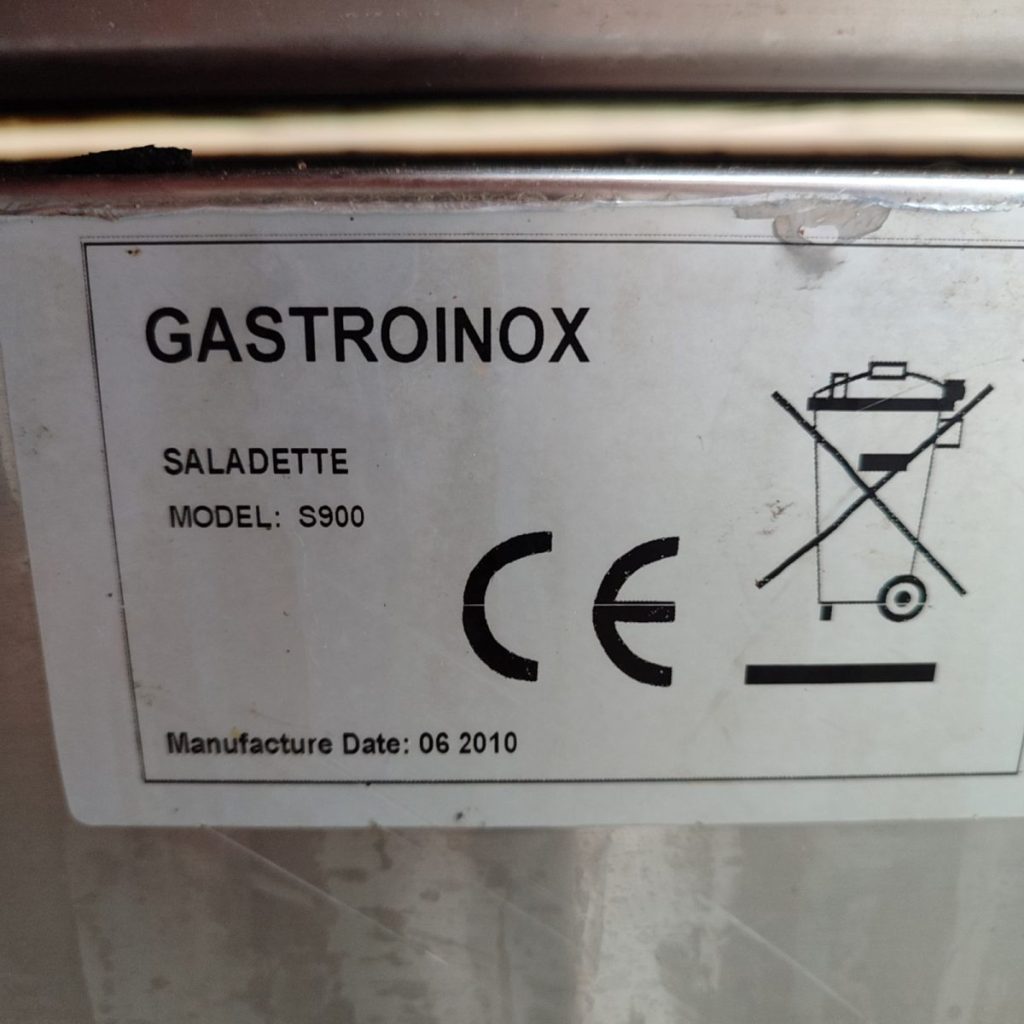 GASTROINOX
SALADETTE
MODEL: S900
CE
Manufacture Date: 06 2010